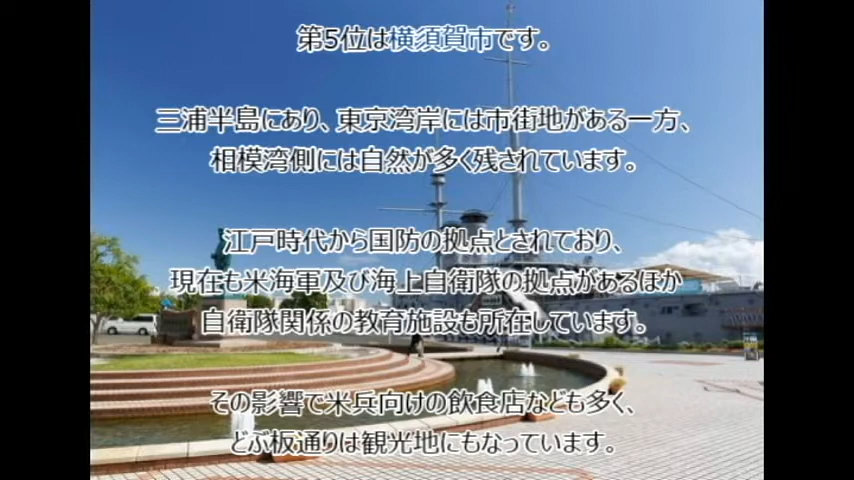 第5位は横須賀市です。
三浦半島にあり、東京湾岸には市街地がある一方、
相模湾側には自然が多く残されています。
江戸時代から国防の拠点とされており、
現在も米海軍及び海上自衛隊の拠点があるほか
自衛隊関係の教育施設も所在しています。
その影響で米兵向けの飲食店なども多く、
どぶ板通りは観光地にもなっています。